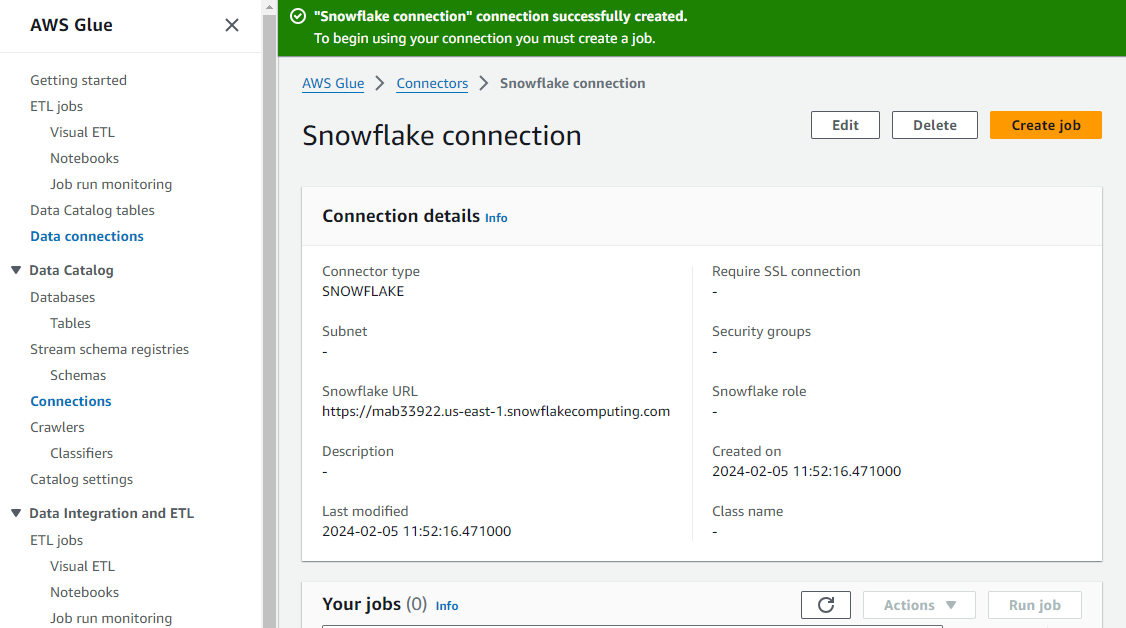 AWS Glue
Getting started
ETL jobs
Visual ETL
Notebooks
Job run monitoring
Data Catalog tables
Data connections
Data Catalog
Databases
Tables
Stream schema registries
Schemas
Connections
Crawlers
Classifiers
Catalog settings
Data Integration and ETL
ETL jobs
Visual ETL
Notebooks
Job run monitoring
"Snowflake connection" connection successfully created.
To begin using your connection you must create a job.
AWS Glue > Connectors > Snowflake connection
Snowflake connection
Edit
Delete
Create job
Connection details Info
Connector type
SNOWFLAKE
Subnet
-
Snowflake URL
https://mab33922.us-east-1.snowflakecomputing.com
Description
-
Last modified
2024-02-05 11:52:16.471000
Require SSL connection
-
Security groups
-
Snowflake role
-
Created on
2024-02-05 11:52:16.471000
Class name
-
Your jobs (0) Info
Actions
Run job